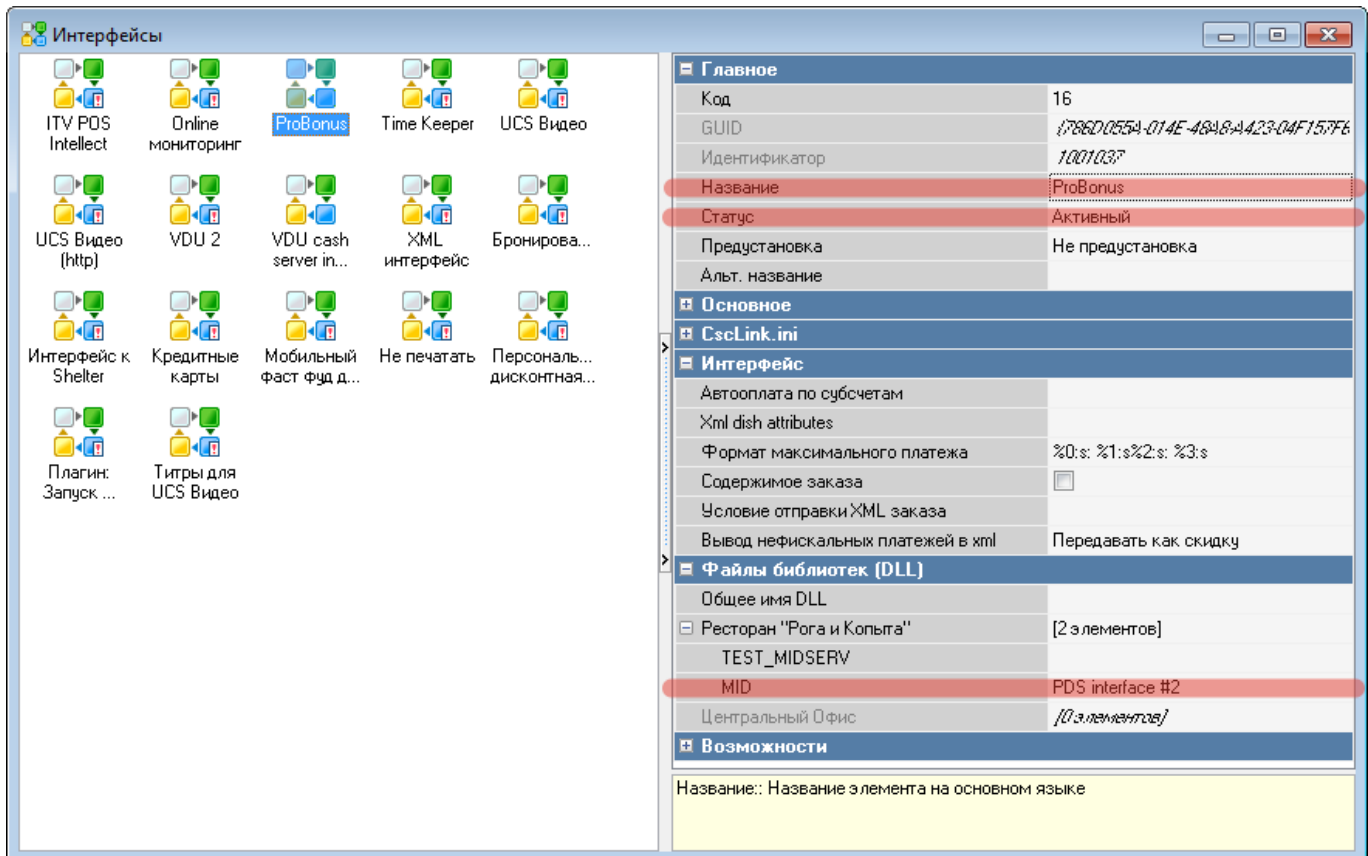 Интерфейсы
ITV POS Intellect
Online мониторинг
ProBonus
Time Keeper
UCS Видео
UCS Видео (http)
VDU 2
VDU cash server in...
XML интерфейс
Бронирова...
Интерфейс к Shelter
Кредитные карты
Мобильный фаст фуд д...
Не печатать
Персональ... дисконтная...
Плагин: Запуск ...
Титры для UCS Видео
Главное
Код 16
GUID {786D055A-014E-48A8-A423-04F157F6
Идентификатор 1001037
Название ProBonus
Статус Активный
Предустановка Не предустановка
Альт. название
Основное
CscLink.ini
Интерфейс
Автооплата по субсчетам
Xml dish attributes
Формат максимального платежа %0:s: %1:s%2:s: %3:s
Содержимое заказа
Условие отправки XML заказа
Вывод нефискальных платежей в xml Передавать как скидку
Файлы библиотек (DLL)
Общее имя DLL
Ресторан "Рога и Копыта" [2 элементов]
TEST_MIDSERV
MID PDS interface #2
Центральный Офис [0 элементов]
Возможности
Название:: Название элемента на основном языке